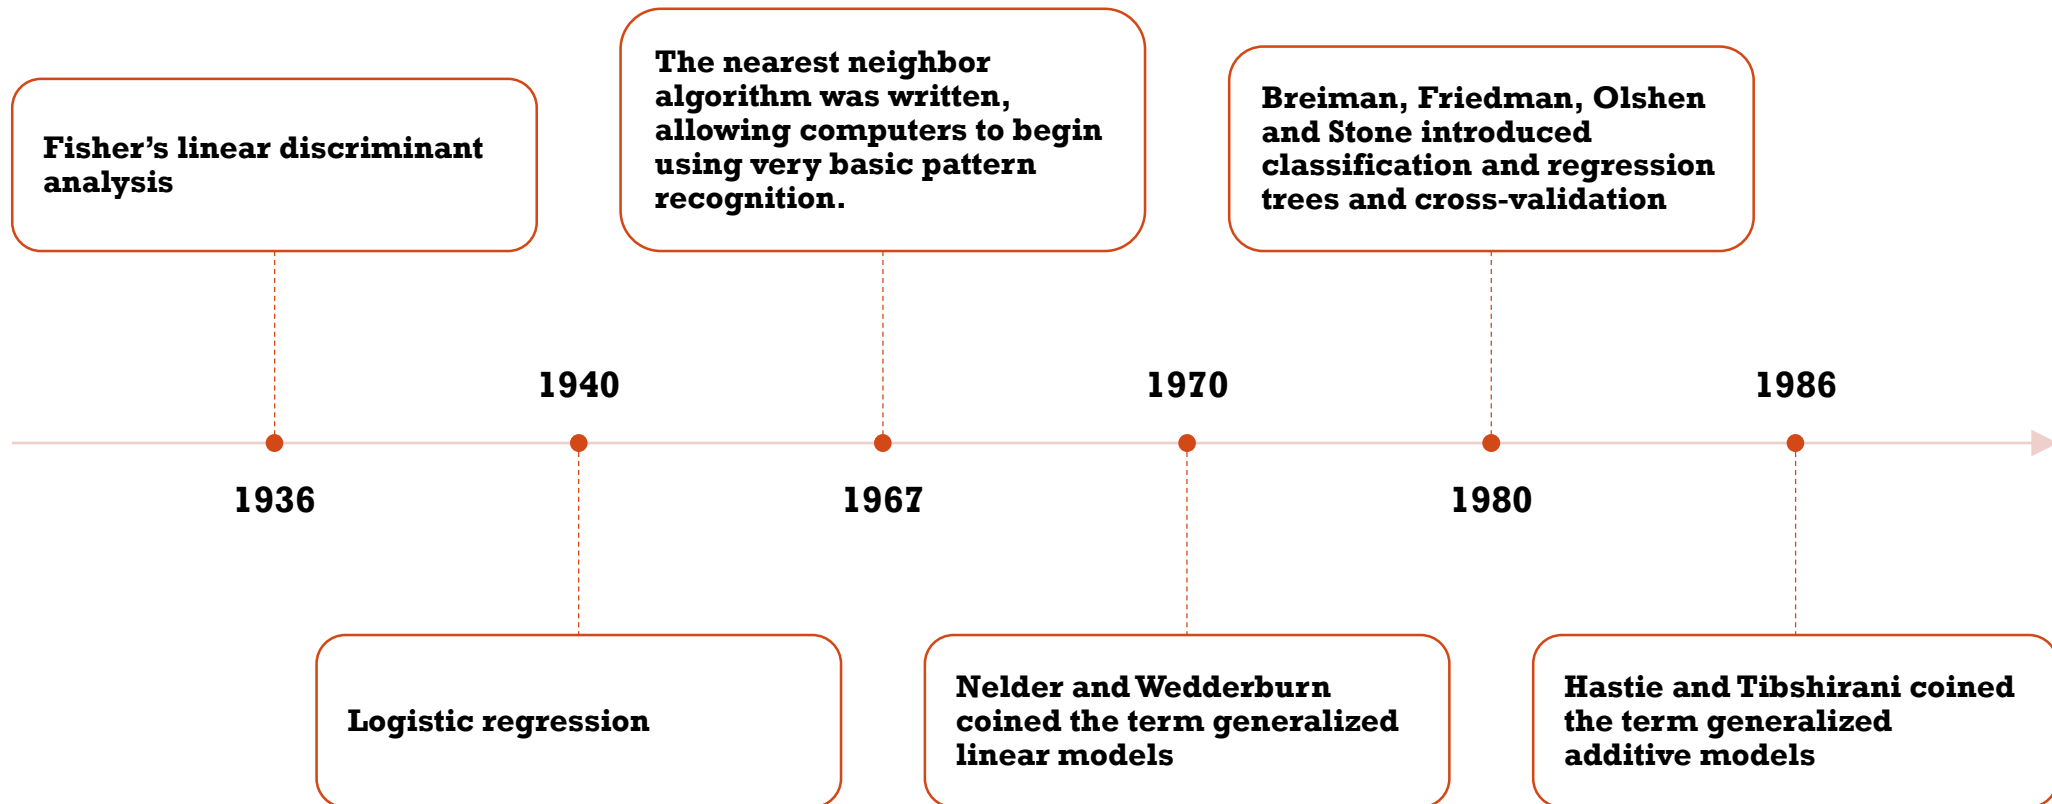 Fisher’s linear discriminant
analysis
The nearest neighbor
algorithm was written,
allowing computers to begin
using very basic pattern
recognition.
Breiman, Friedman, Olshen
and Stone introduced
classification and regression
trees and cross-validation
1940
1970
1986
1936
1967
1980
Logistic regression
Nelder and Wedderburn
coined the term generalized
linear models
Hastie and Tibshirani coined
the term generalized
additive models